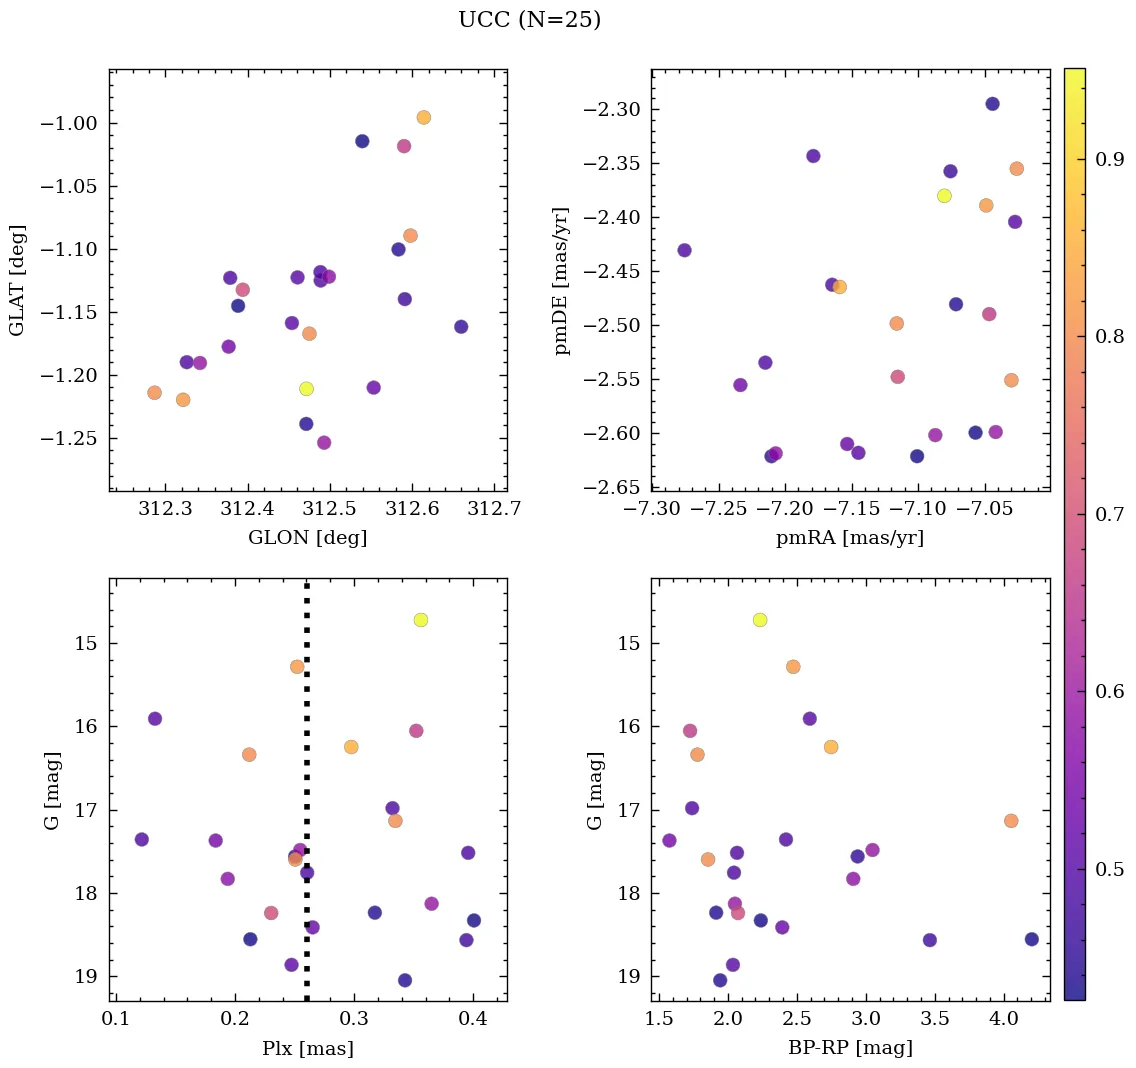 UCC (N=25)
−1.00
−1.05
−1.10
−1.15
−1.20
−1.25
GLAT [deg]
312.3 312.4 312.5 312.6 312.7
GLON [deg]
−2.30
−2.35
−2.40
−2.45
−2.50
−2.55
−2.60
−2.65
pmDE [mas/yr]
−7.30 −7.25 −7.20 −7.15 −7.10 −7.05
pmRA [mas/yr]
15
16
17
18
19
G [mag]
0.1 0.2 0.3 0.4
Plx [mas]
15
16
17
18
19
G [mag]
1.5 2.0 2.5 3.0 3.5 4.0
BP-RP [mag]
0.9
0.8
0.7
0.6
0.5